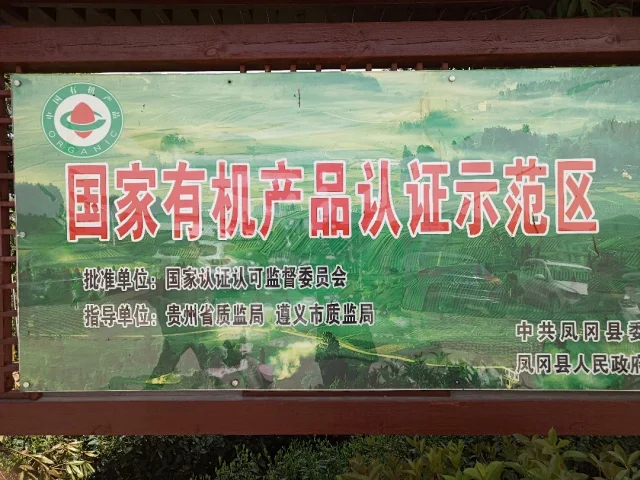 中国有机产品
ORGANIC
国家有机产品认证示范区
批准单位：国家认证认可监督委员会
指导单位：贵州省质监局 遵义市质监局
中共凤冈县委
凤冈县人民政府